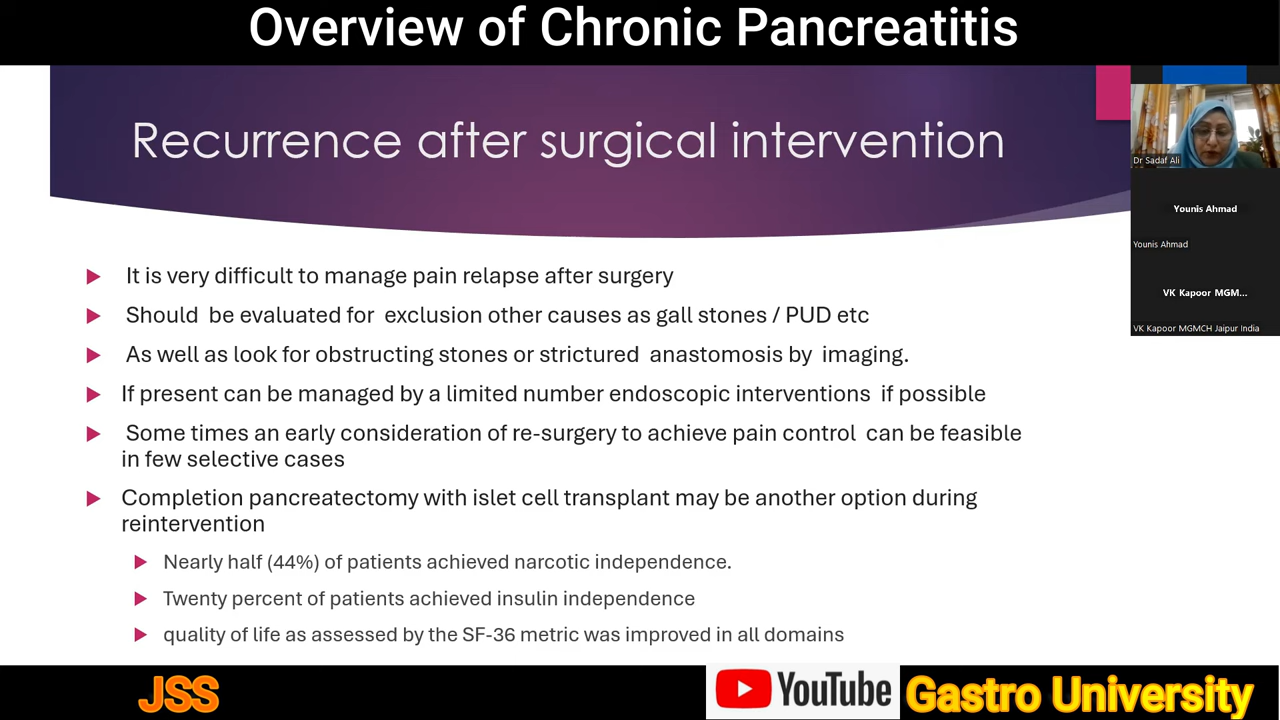 Overview of Chronic Pancreatitis
Recurrence after surgical intervention
It is very difficult to manage pain relapse after surgery
Should be evaluated for exclusion other causes as gall stones / PUD etc
As well as look for obstructing stones or strictured anastomosis by imaging.
If present can be managed by a limited number endoscopic interventions if possible
Some times an early consideration of re-surgery to achieve pain control can be feasible
in few selective cases
Completion pancreatectomy with islet cell transplant may be another option during
reintervention
Nearly half (44%) of patients achieved narcotic independence.
Twenty percent of patients achieved insulin independence
quality of life as assessed by the SF-36 metric was improved in all domains
Dr Sadaf Ali
Younis Ahmad
Younis Ahmad
VK Kapoor MGM...
VK Kapoor MGMCH Jaipur India
JSS
YouTube
Gastro University